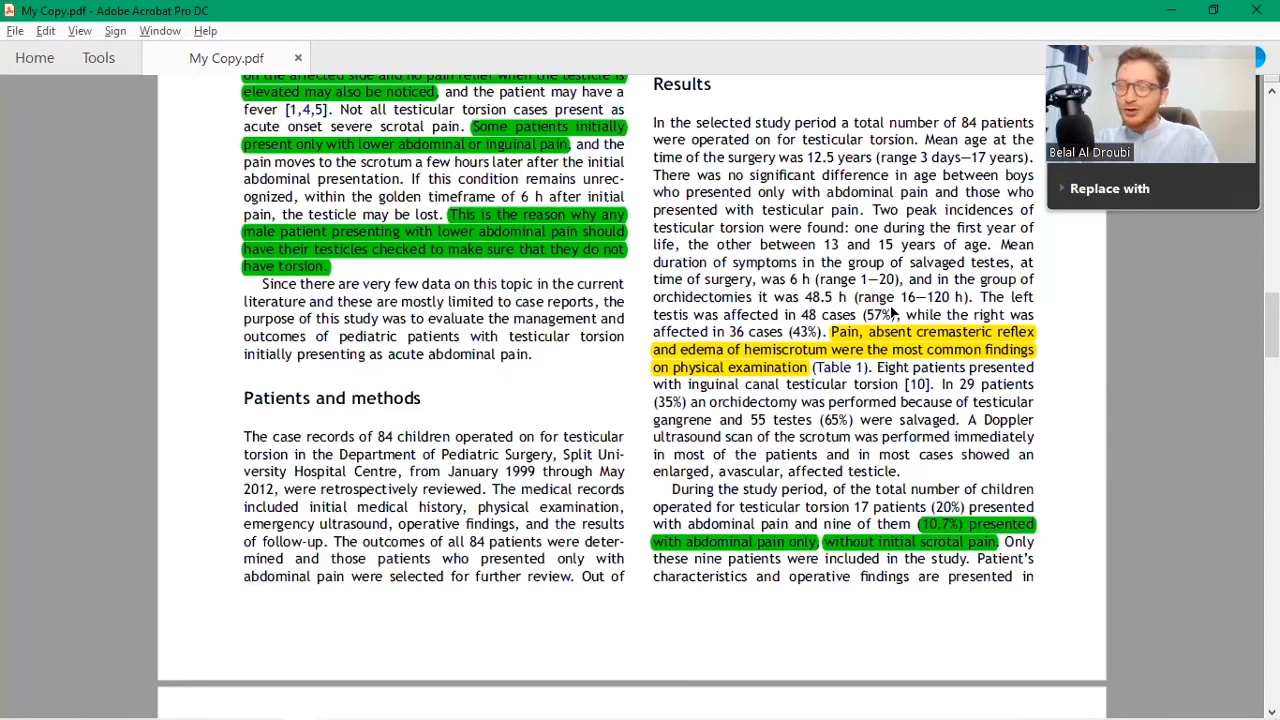 My Copy.pdf - Adobe Acrobat Pro DC
File Edit View Sign Window Help
Home Tools My Copy.pdf ×
on the affected side and no pain relief when the testicle is
elevated may also be noticed, and the patient may have a
fever [1,4,5]. Not all testicular torsion cases present as
acute onset severe scrotal pain. Some patients initially
present only with lower abdominal or inguinal pain, and the
pain moves to the scrotum a few hours later after the initial
abdominal presentation. If this condition remains unrec-
ognized, within the golden timeframe of 6 h after initial
pain, the testicle may be lost. This is the reason why any
male patient presenting with lower abdominal pain should
have their testicles checked to make sure that they do not
have torsion.
Since there are very few data on this topic in the current
literature and these are mostly limited to case reports, the
purpose of this study was to evaluate the management and
outcomes of pediatric patients with testicular torsion
initially presenting as acute abdominal pain.
Patients and methods
The case records of 84 children operated on for testicular
torsion in the Department of Pediatric Surgery, Split Uni-
versity Hospital Centre, from January 1999 through May
2012, were retrospectively reviewed. The medical records
included initial medical history, physical examination,
emergency ultrasound, operative findings, and the results
of follow-up. The outcomes of all 84 patients were deter-
mined and those patients who presented only with
abdominal pain were selected for further review. Out of
Results
In the selected study period a total number of 84 patients
were operated on for testicular torsion. Mean age at the
time of the surgery was 12.5 years (range 3 days—17 years).
There was no significant difference in age between boys
who presented only with abdominal pain and those who
presented with testicular pain. Two peak incidences of
testicular torsion were found: one during the first year of
life, the other between 13 and 15 years of age. Mean
duration of symptoms in the group of salvaged testes, at
time of surgery, was 6 h (range 1—20), and in the group of
orchidectomies it was 48.5 h (range 16—120 h). The left
testis was affected in 48 cases (57%), while the right was
affected in 36 cases (43%). Pain, absent cremasteric reflex
and edema of hemiscrotum were the most common findings
on physical examination (Table 1). Eight patients presented
with inguinal canal testicular torsion [10]. In 29 patients
(35%) an orchidectomy was performed because of testicular
gangrene and 55 testes (65%) were salvaged. A Doppler
ultrasound scan of the scrotum was performed immediately
in most of the patients and in most cases showed an
enlarged, avascular, affected testicle.
During the study period, of the total number of children
operated for testicular torsion 17 patients (20%) presented
with abdominal pain and nine of them (10.7%) presented
with abdominal pain only, without initial scrotal pain. Only
these nine patients were included in the study. Patient's
characteristics and operative findings are presented in
Belal Al Droubi
Replace with